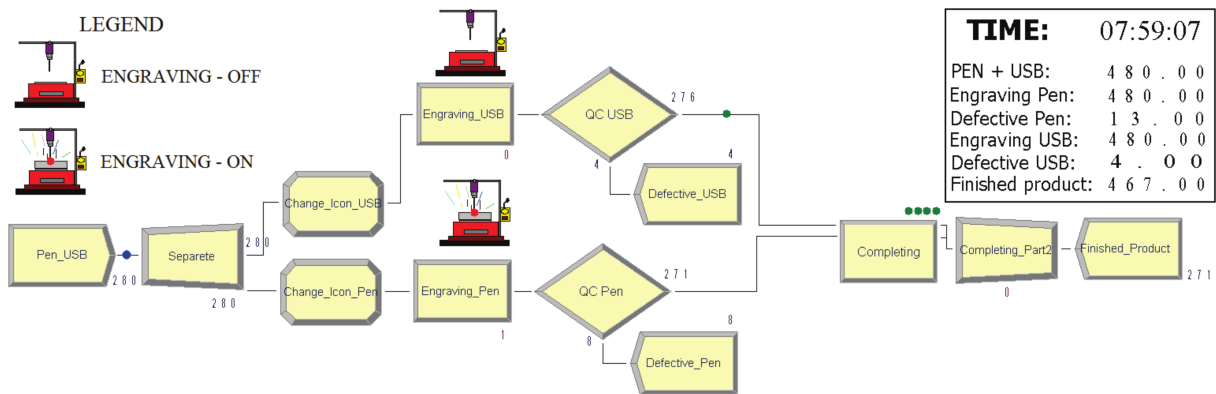 LEGEND
ENGRAVING - OFF
ENGRAVING - ON
TIME: 07:59:07
PEN + USB: 480.00
Engraving Pen: 480.00
Defective Pen: 13.00
Engraving USB: 480.00
Defective USB: 4.00
Finished product: 467.00
Engraving_USB
0
QC USB
276
4
4
Defective_USB
Change_Icon_USB
Pen_USB
280
Separete
280
280
Change_Icon_Pen
Engraving_Pen
1
QC Pen
271
8
8
Defective_Pen
Completing
Completing_Part2
0
Finished_Product
271